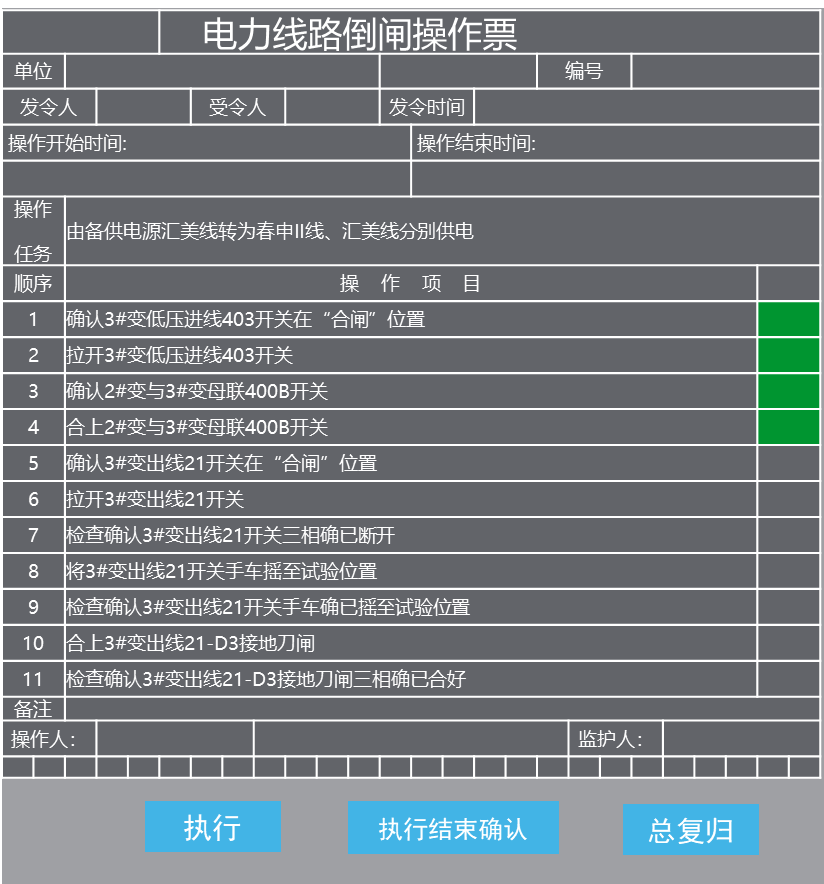 电力线路倒闸操作票
单位 编号
发令人 受令人 发令时间
操作开始时间: 操作结束时间:
操作
任务
由备供电源汇美线转为春申II线、汇美线分别供电
顺序 操 作 项 目
1 确认3#变低压进线403开关在“合闸”位置
2 拉开3#变低压进线403开关
3 确认2#变与3#变母联400B开关
4 合上2#变与3#变母联400B开关
5 确认3#变出线21开关在“合闸”位置
6 拉开3#变出线21开关
7 检查确认3#变出线21开关三相确已断开
8 将3#变出线21开关手车摇至试验位置
9 检查确认3#变出线21开关手车确已摇至试验位置
10 合上3#变出线21-D3接地刀闸
11 检查确认3#变出线21-D3接地刀闸三相确已合好
备注
操作人: 监护人:
执行 执行结束确认 总复归